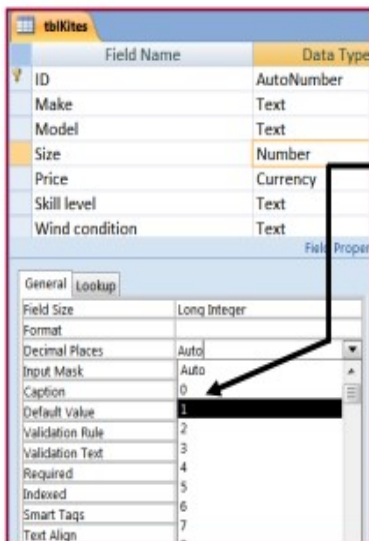 tblKites
Field Name Data Type
ID AutoNumber
Make Text
Model Text
Size Number
Price Currency
Skill level Text
Wind condition Text
Field Proper
General Lookup
Field Size Long Integer
Format
Decimal Places Auto
Input Mask Auto
Caption 0
Default Value 1
Validation Rule 2
Validation Text 3
Required 4
Indexed 5
Smart Tags 6
Text Align 7